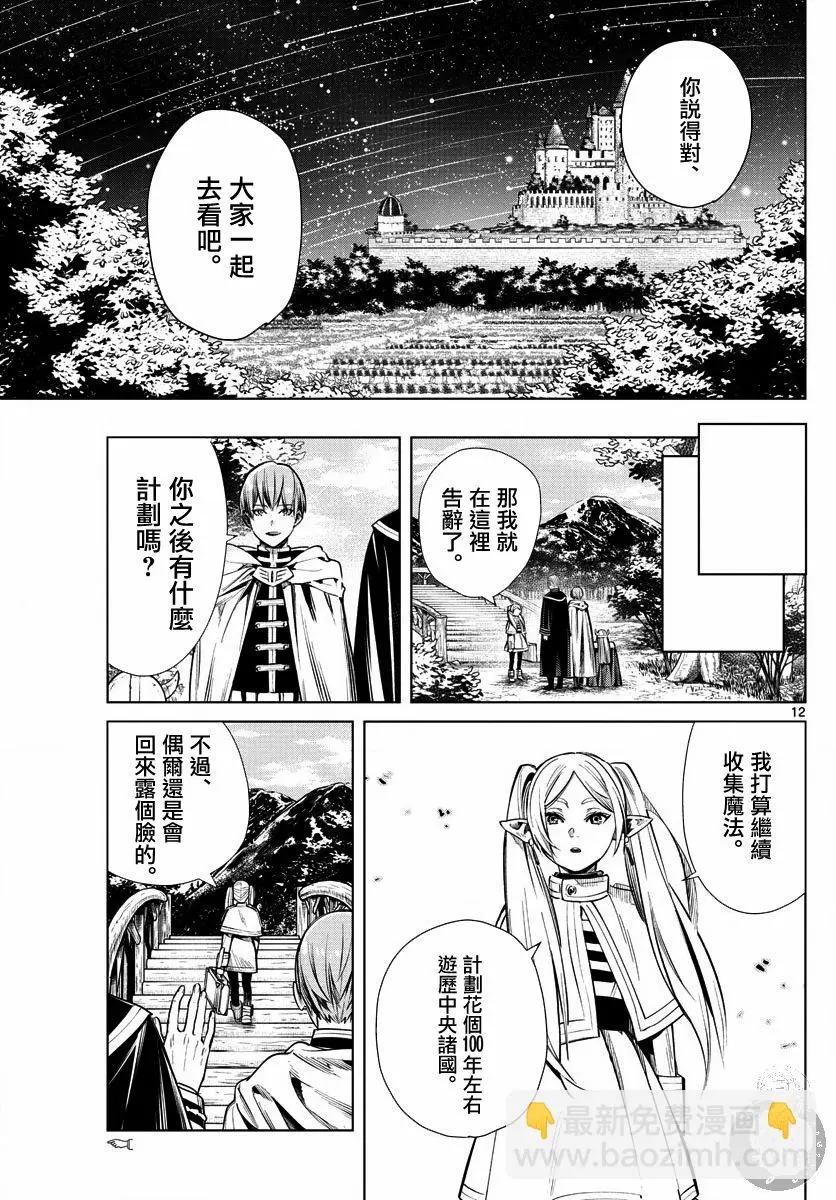 你說得對、
大家一起
去看吧。
那我就
在這裡
告辭了。
你之後有什麼
計劃嗎？
12
我打算繼續
收集魔法。
計劃花個100年左右
遊歷中央諸國。
不過、
偶爾還是會
回來露個臉的。
最新免費漫画
www.baozimh.com